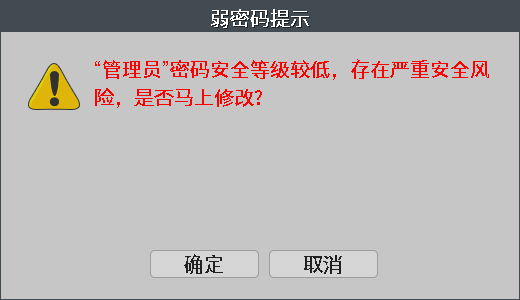 弱密码提示
“管理员”密码安全等级较低，存在严重安全风
险，是否马上修改?
确定
取消